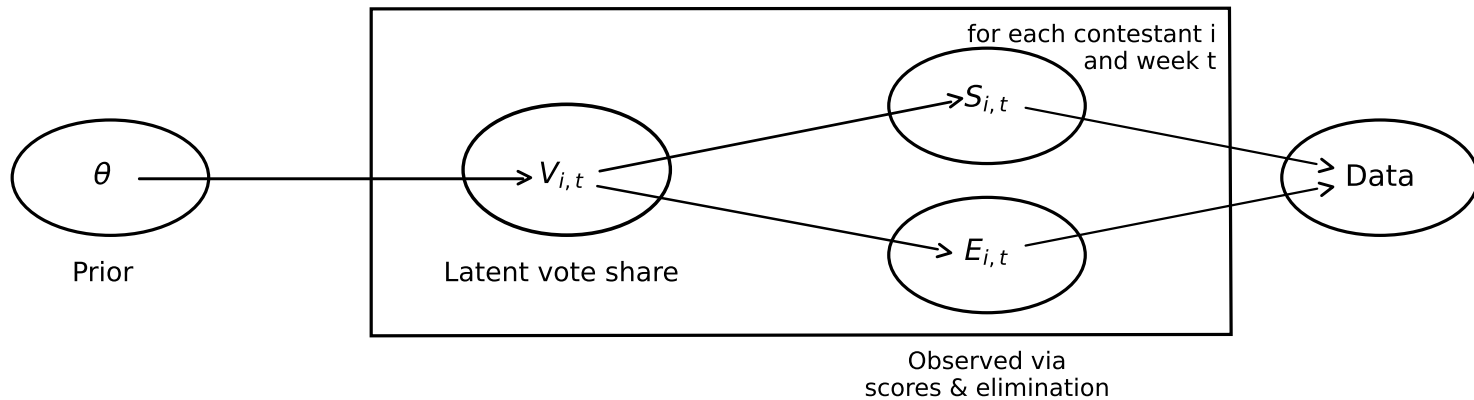 for each contestant i
and week t
θ
V_{i,t}
S_{i,t}
E_{i,t}
Data
Prior
Latent vote share
Observed via
scores & elimination